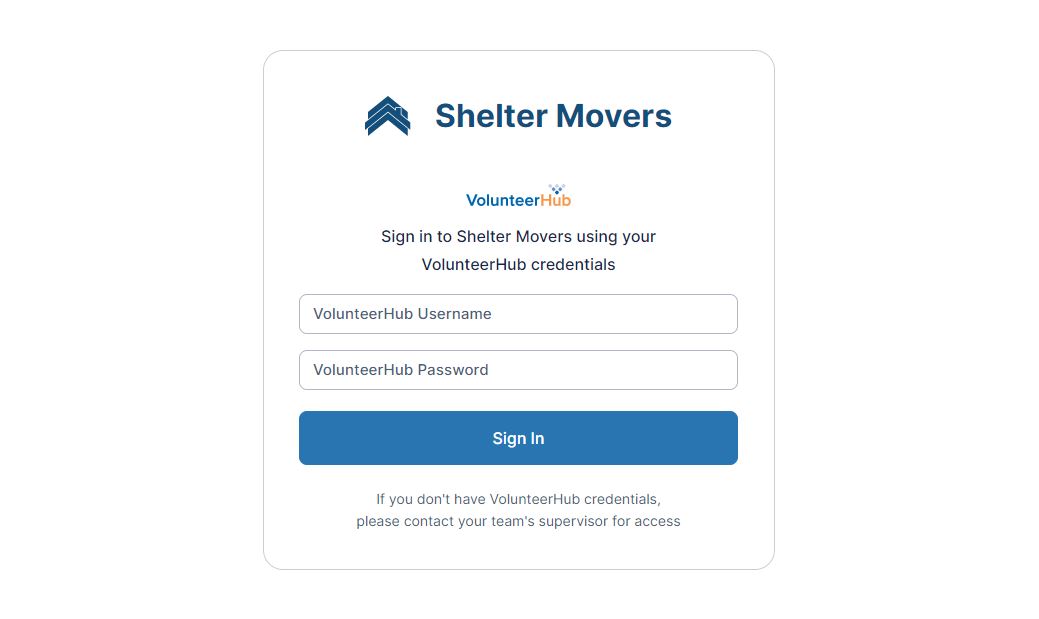 Shelter Movers
VolunteerHub
Sign in to Shelter Movers using your
VolunteerHub credentials
VolunteerHub Username
VolunteerHub Password
Sign In
If you don't have VolunteerHub credentials,
please contact your team's supervisor for access